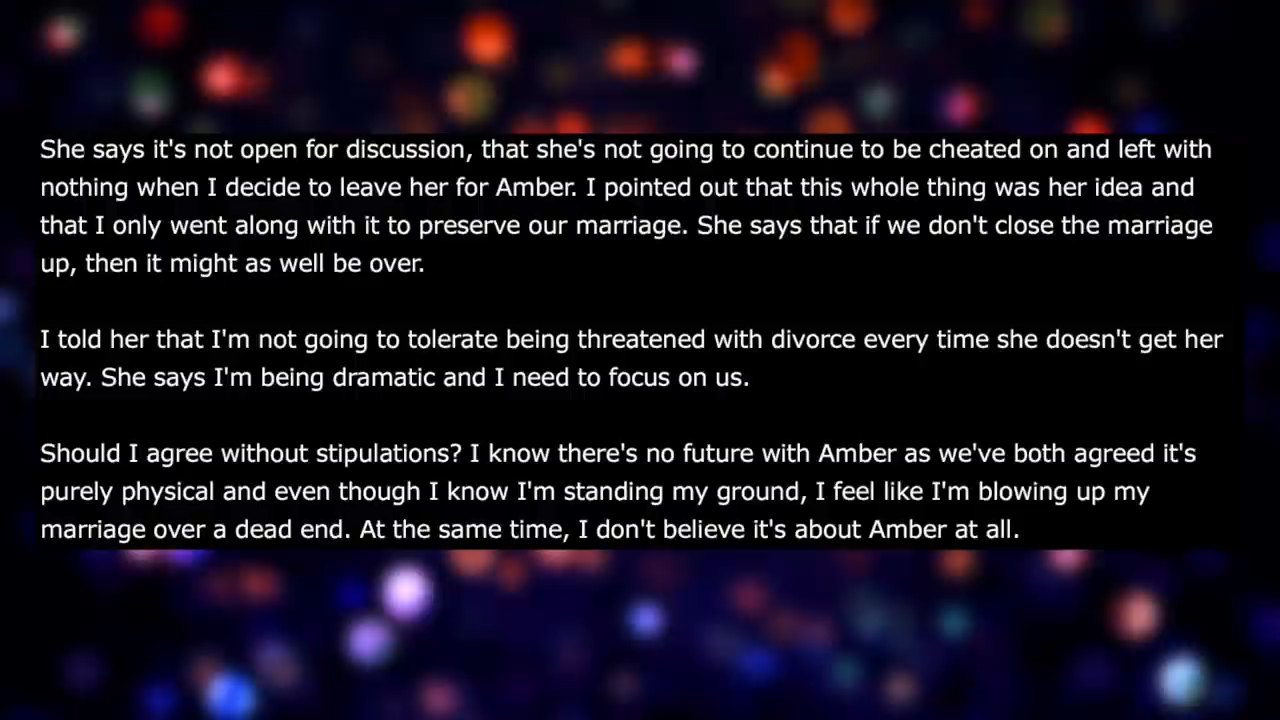 She says it's not open for discussion, that she's not going to continue to be cheated on and left with
nothing when I decide to leave her for Amber. I pointed out that this whole thing was her idea and
that I only went along with it to preserve our marriage. She says that if we don't close the marriage
up, then it might as well be over.
I told her that I'm not going to tolerate being threatened with divorce every time she doesn't get her
way. She says I'm being dramatic and I need to focus on us.
Should I agree without stipulations? I know there's no future with Amber as we've both agreed it's
purely physical and even though I know I'm standing my ground, I feel like I'm blowing up my
marriage over a dead end. At the same time, I don't believe it's about Amber at all.